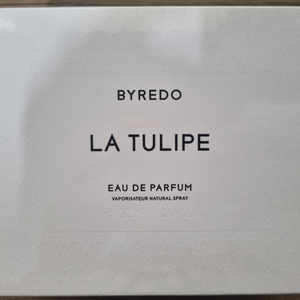 BYREDO
LA TULIPE
EAU DE PARFUM
VAPORISATEUR NATURAL SPRAY